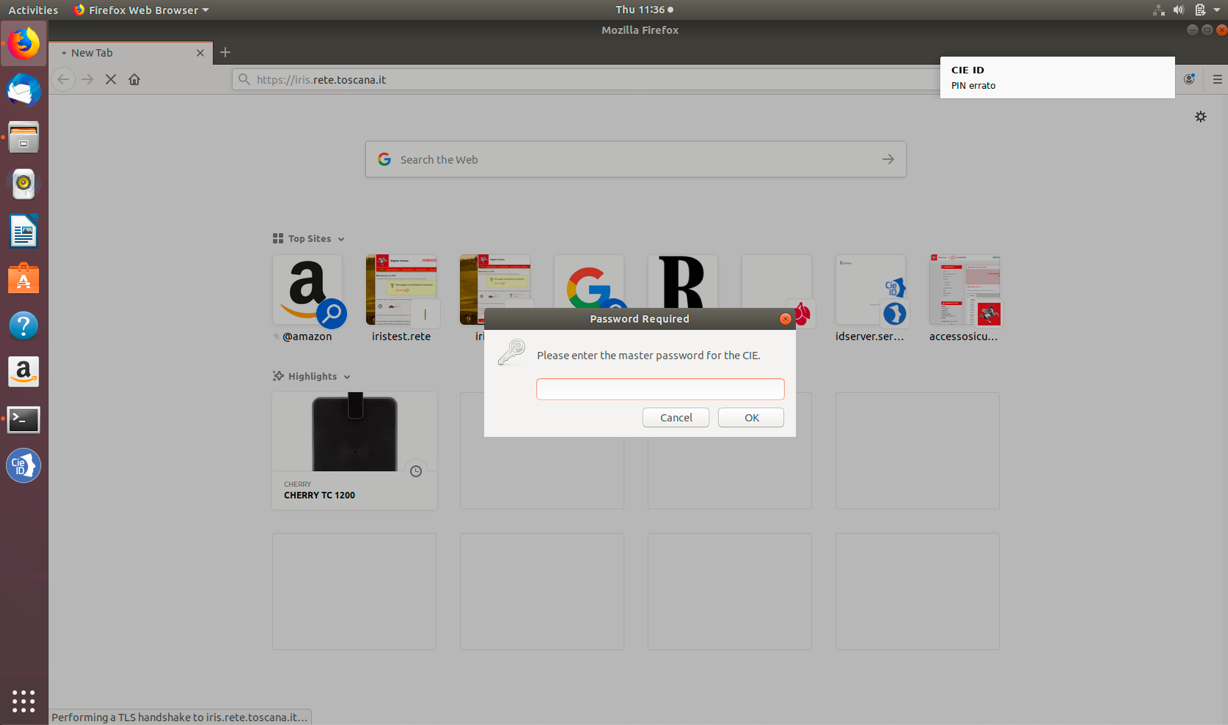 Activities
Firefox Web Browser
Thu 11:36
Mozilla Firefox
New Tab
https://iris.rete.toscana.it
CIE ID
PIN errato
Search the Web
Top Sites
@amazon
iristest.rete
idserver.ser...
accessosicu...
Password Required
Please enter the master password for the CIE.
Cancel
OK
Highlights
CHERRY
CHERRY TC 1200
Cie
ID
Performing a TLS handshake to iris.rete.toscana.it...